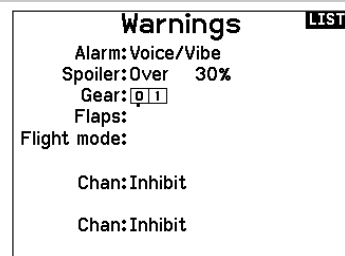 Warnings LIST
Alarm: Voice/Vibe
Spoiler: Over 30%
Gear: 0 1
Flaps:
Flight mode:
Chan: Inhibit
Chan: Inhibit